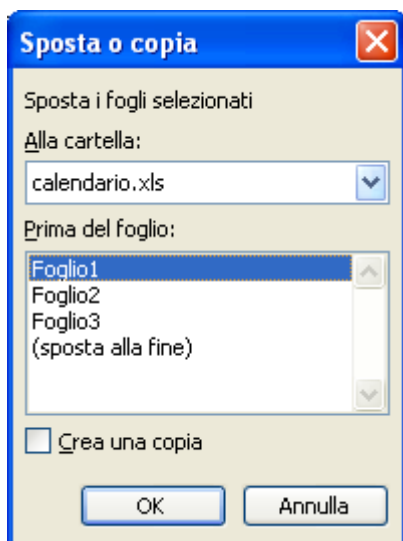 Sposta o copia
Sposta i fogli selezionati
Alla cartella:
calendario.xls
Prima del foglio:
Foglio1
Foglio2
Foglio3
(sposta alla fine)
Crea una copia
OK
Annulla